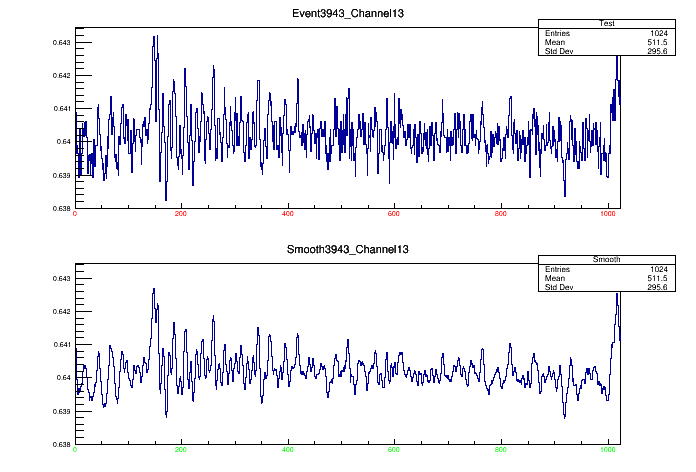 Event3943_Channel13
Test
Entries 1024
Mean 511.5
Std Dev 295.6
0.643
0.642
0.641
0.64
0.639
0.638
0 200 400 600 800 1000
Smooth3943_Channel13
Smooth
Entries 1024
Mean 511.5
Std Dev 295.6
0.643
0.642
0.641
0.64
0.639
0.638
0 200 400 600 800 1000